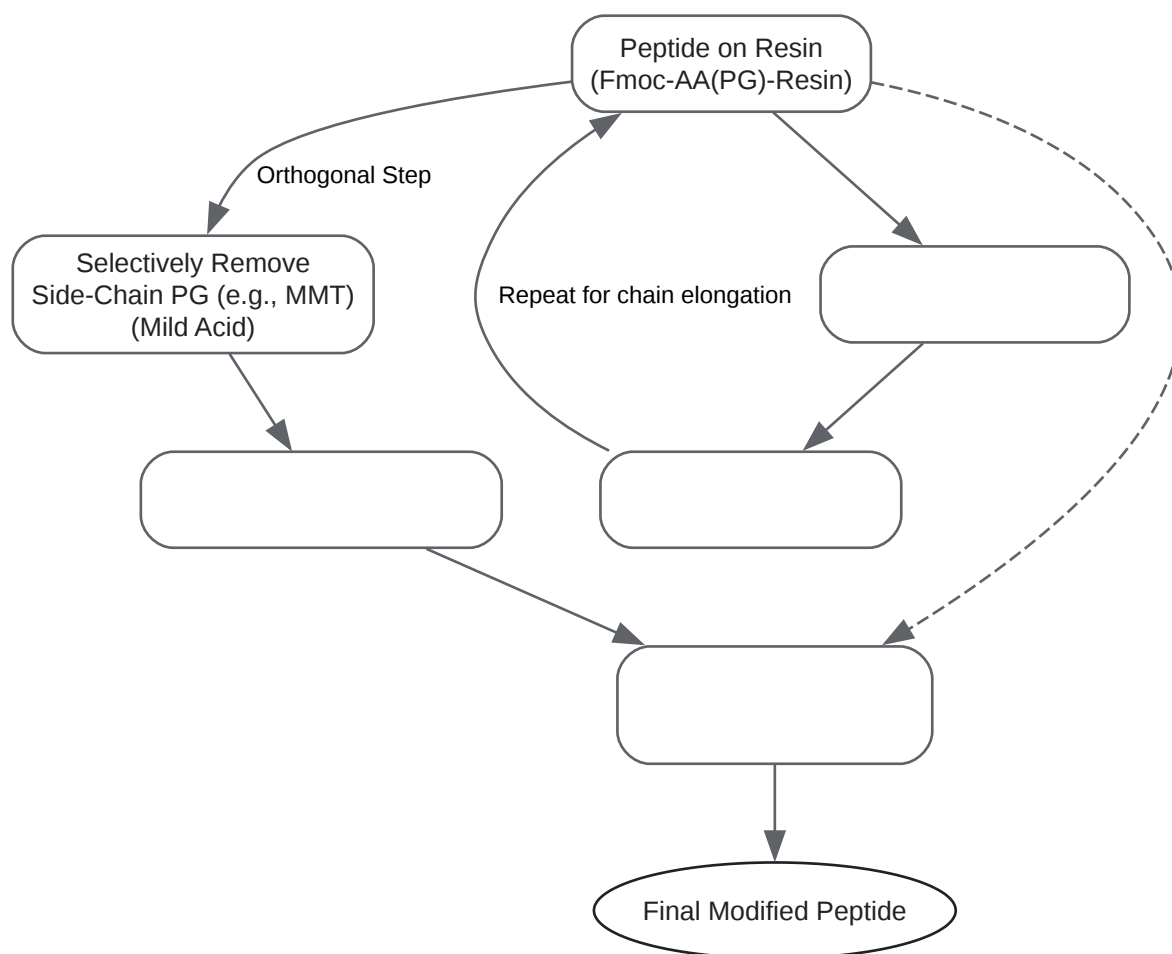 Peptide on Resin
(Fmoc-AA(PG)-Resin)
Orthogonal Step
Selectively Remove
Side-Chain PG (e.g., MMT)
(Mild Acid)
Repeat for chain elongation
Final Modified Peptide